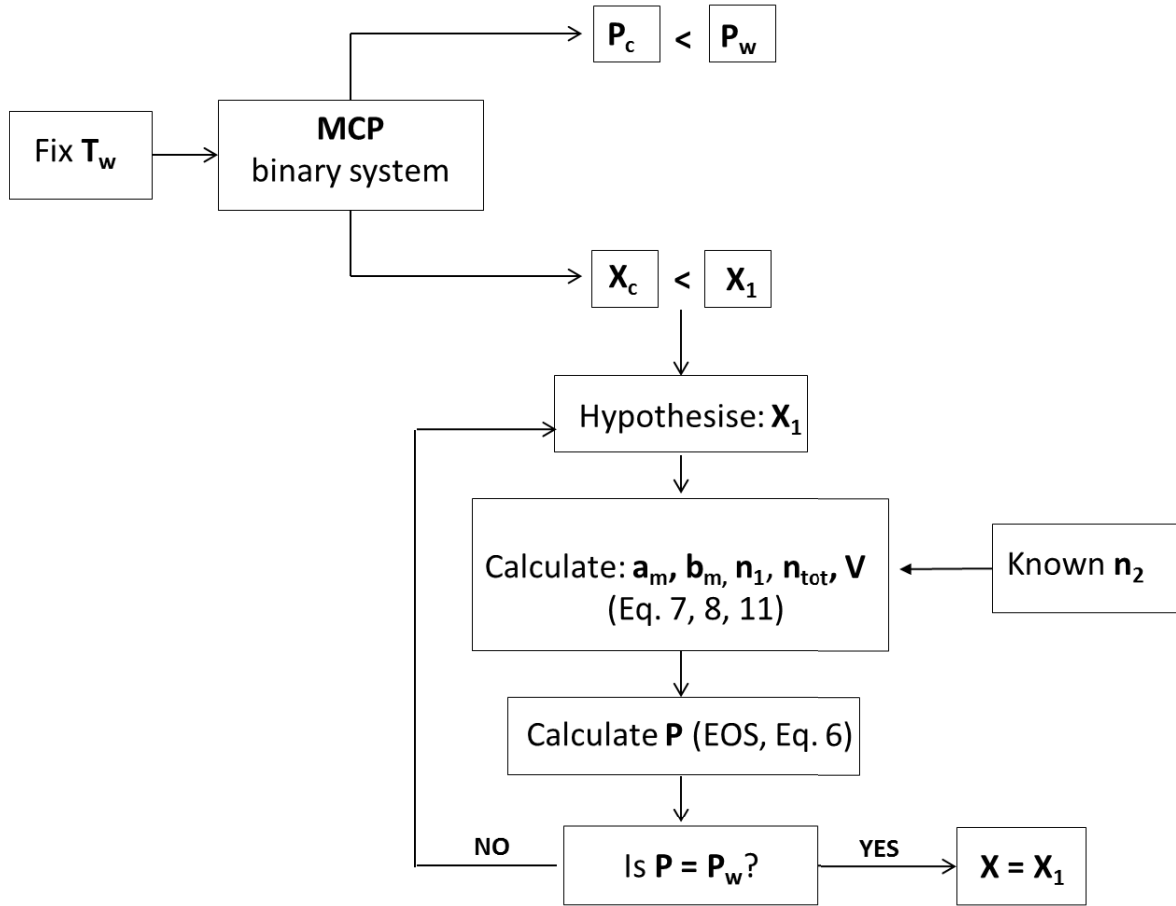 P_c < P_w
Fix T_w
MCP
binary system
X_c < X_1
Hypothesise: X_1
Calculate: a_m, b_m, n_1, n_tot, V
(Eq. 7, 8, 11)
Known n_2
Calculate P (EOS, Eq. 6)
NO
Is P = P_w?
YES
X = X_1